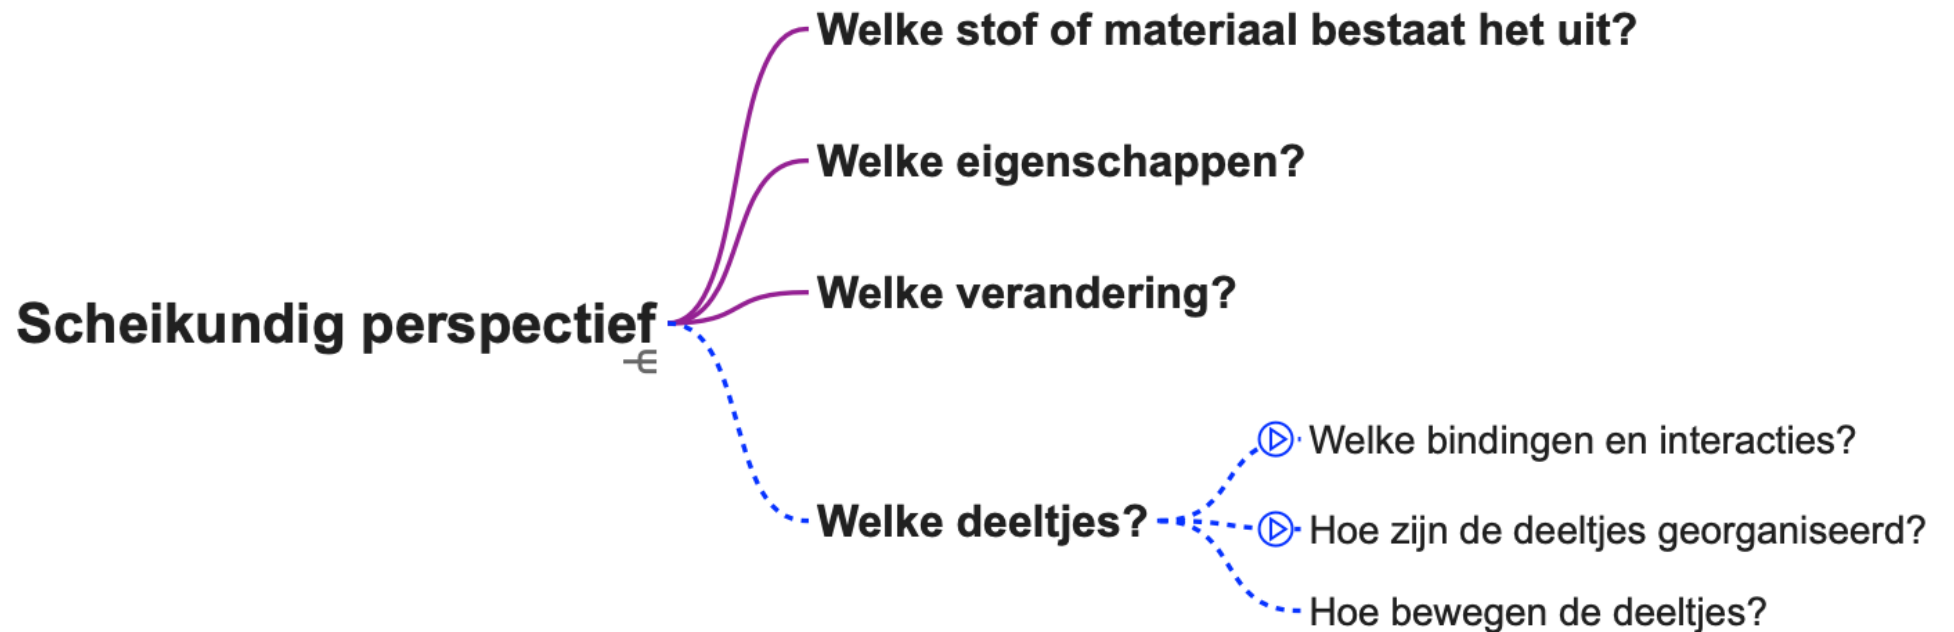 Welke stof of materiaal bestaat het uit?
Welke eigenschappen?
Welke verandering?
Scheikundig perspectief
Welke deeltjes?
Welke bindingen en interacties?
Hoe zijn de deeltjes georganiseerd?
Hoe bewegen de deeltjes?